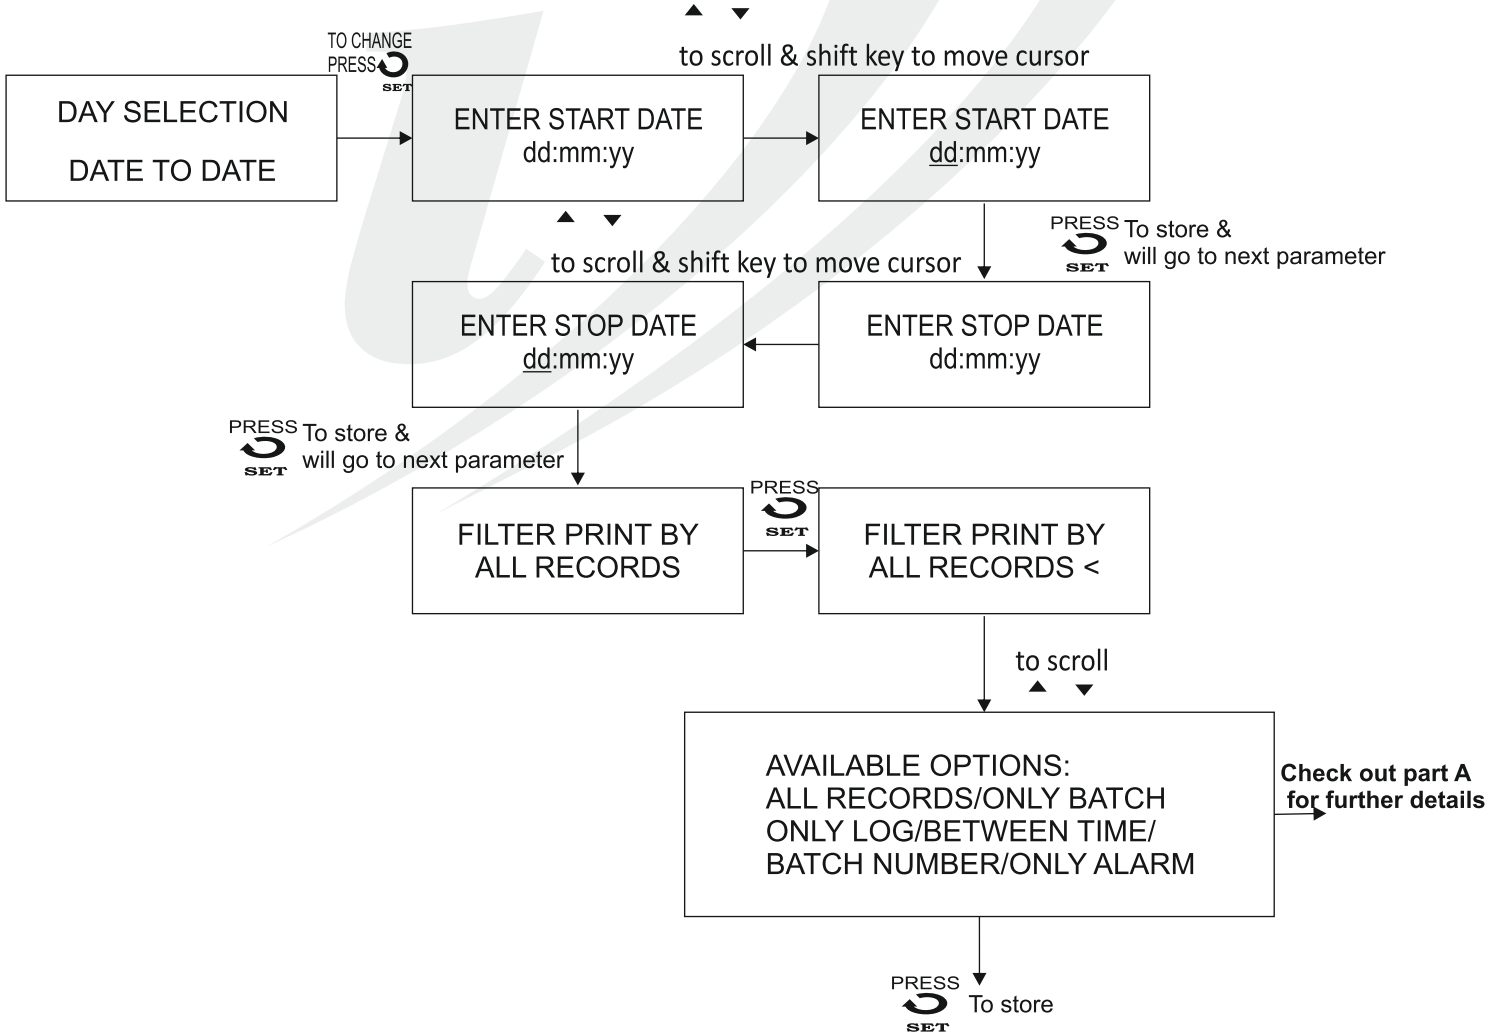 ▲ ▼
to scroll & shift key to move cursor
TO CHANGE
PRESS
SET
DAY SELECTION
DATE TO DATE
ENTER START DATE
dd:mm:yy
ENTER START DATE
dd:mm:yy
PRESS
SET
To store &
will go to next parameter
▲ ▼
to scroll & shift key to move cursor
ENTER STOP DATE
dd:mm:yy
ENTER STOP DATE
dd:mm:yy
PRESS
SET
To store &
will go to next parameter
FILTER PRINT BY
ALL RECORDS
PRESS
SET
FILTER PRINT BY
ALL RECORDS <
to scroll
▲ ▼
AVAILABLE OPTIONS:
ALL RECORDS/ONLY BATCH
ONLY LOG/BETWEEN TIME/
BATCH NUMBER/ONLY ALARM
Check out part A
for further details
PRESS
SET
To store